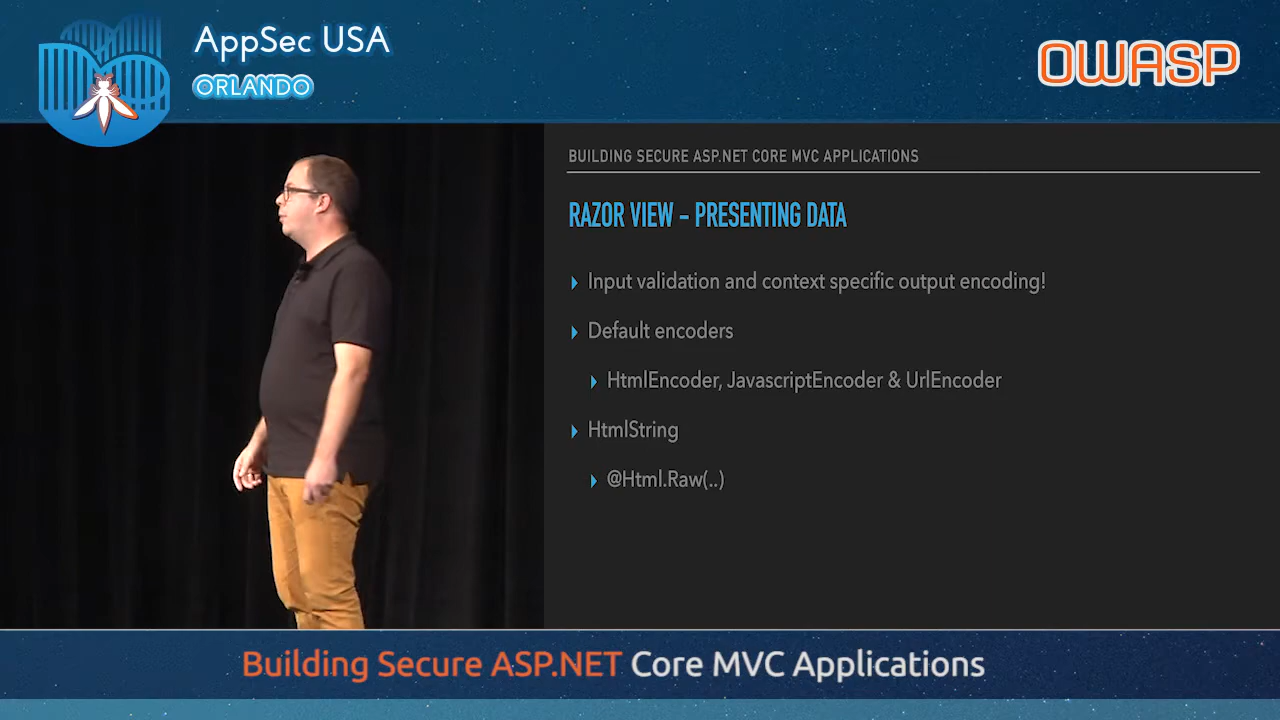 AppSec USA
ORLANDO
OWASP
BUILDING SECURE ASP.NET CORE MVC APPLICATIONS
RAZOR VIEW - PRESENTING DATA
Input validation and context specific output encoding!
Default encoders
HtmlEncoder, JavascriptEncoder & UrlEncoder
HtmlString
@Html.Raw(..)
Building Secure ASP.NET Core MVC Applications